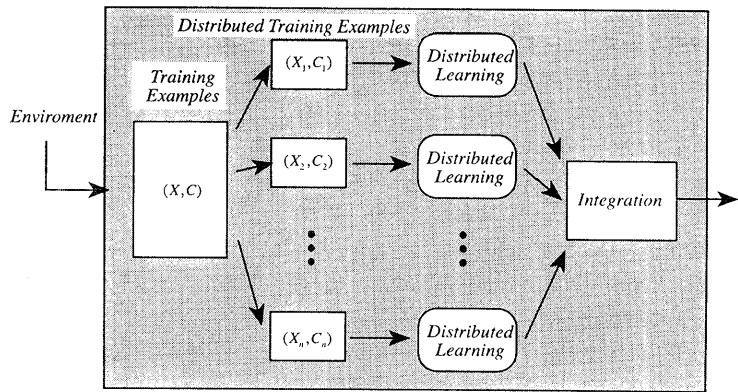 Distributed Training Examples
Training
Examples
Enviroment
(X,C)
(X₁,C₁)
Distributed
Learning
(X₂,C₂)
Distributed
Learning
Integration
(Xₙ,Cₙ)
Distributed
Learning